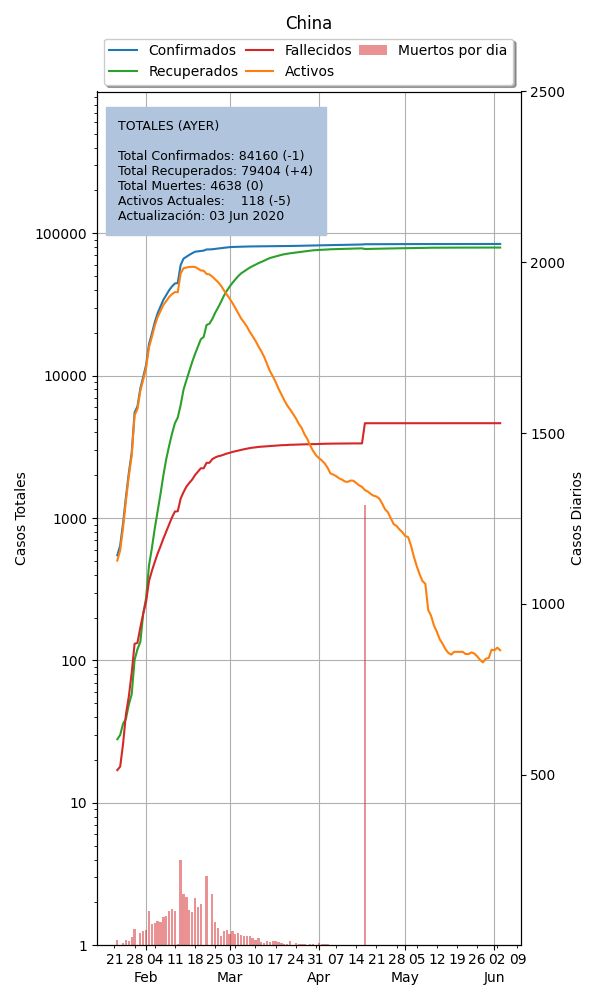 China
Confirmados Fallecidos Muertos por dia
Recuperados Activos
TOTALES (AYER)
Total Confirmados: 84160 (-1)
Total Recuperados: 79404 (+4)
Total Muertes: 4638 (0)
Activos Actuales: 118 (-5)
Actualización: 03 Jun 2020
Casos Totales
100000
10000
1000
100
10
1
2500
2000
1500
1000
500
Casos Diarios
21 28 04 11 18 25 03 10 17 24 31 07 14 21 28 05 12 19 26 02 09
Feb Mar Apr May Jun